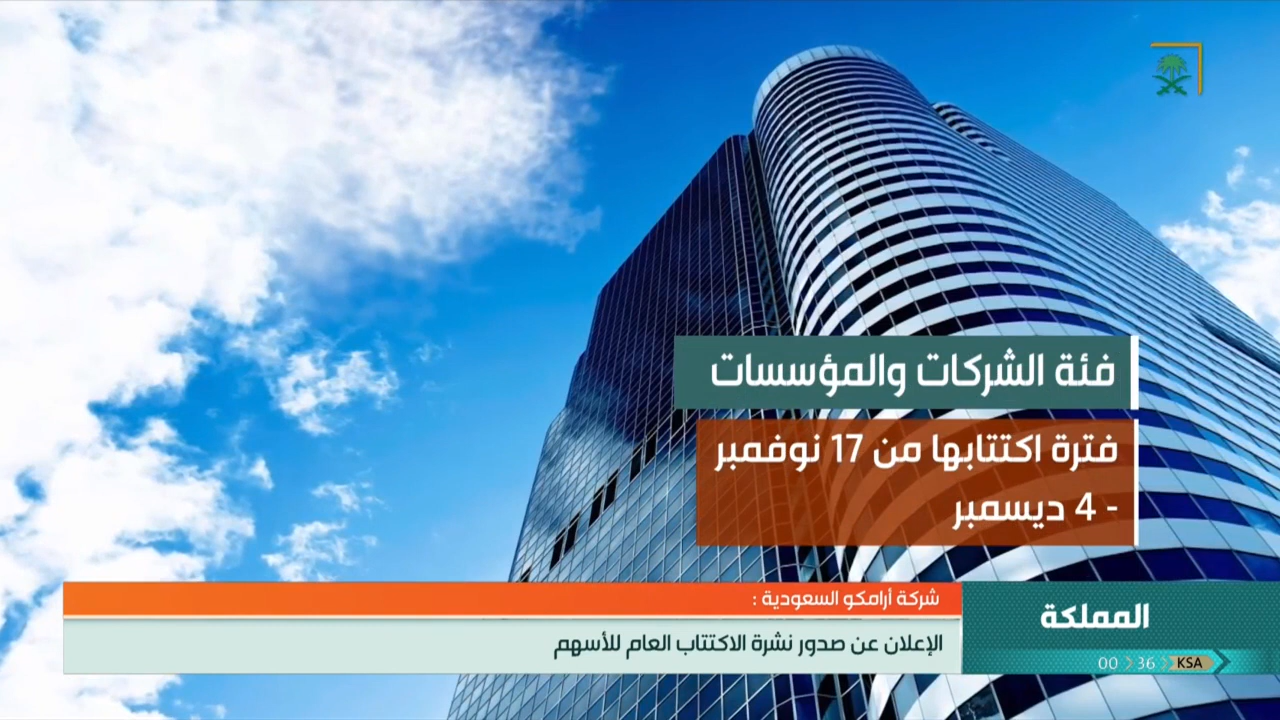 فئة الشركات والمؤسسات
فترة اكتتابها من 17 نوفمبر
- 4 ديسمبر
شركة أرامكو السعودية :
الإعلان عن صدور نشرة الاكتتاب العام للأسهم
المملكة
00 36 KSA